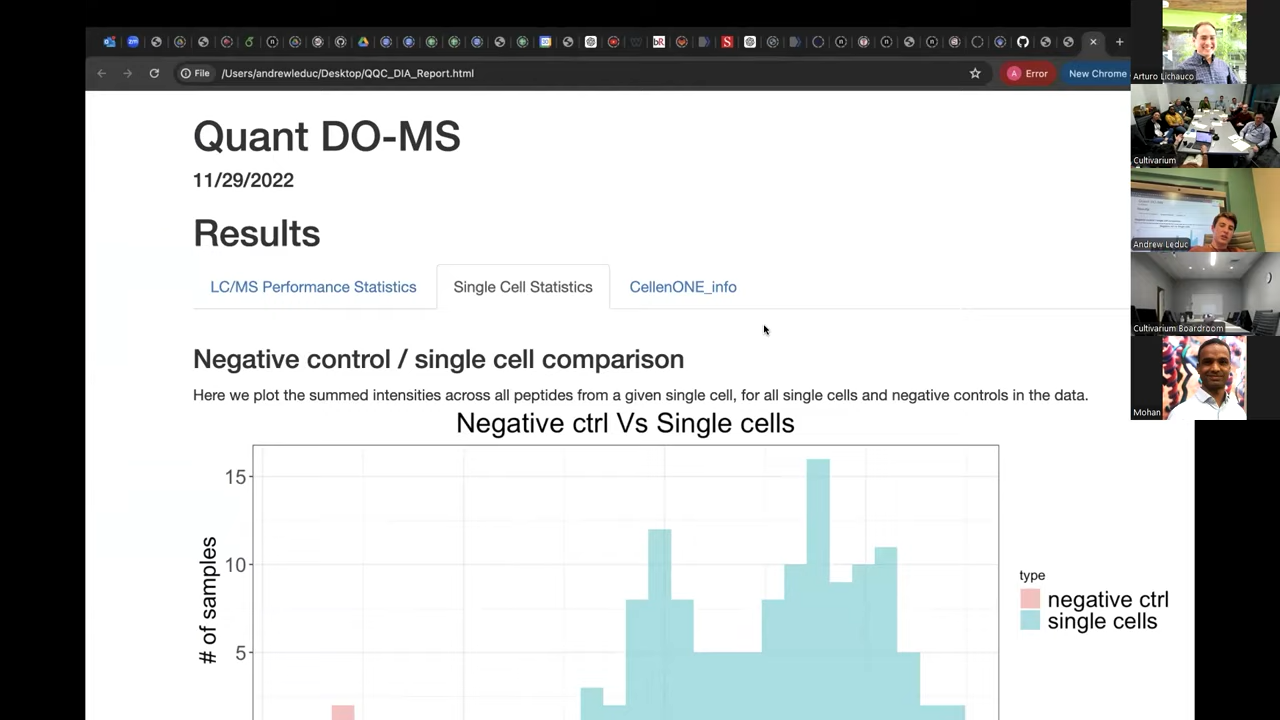 File
/Users/andrewleduc/Desktop/QQC_DIA_Report.html
Error
New Chrome
Quant DO-MS
11/29/2022
Results
LC/MS Performance Statistics
Single Cell Statistics
CellenONE_info
Negative control / single cell comparison
Here we plot the summed intensities across all peptides from a given single cell, for all single cells and negative controls in the data.
Negative ctrl Vs Single cells
15
10
5
# of samples
type
negative ctrl
single cells
Arturo Lichauco
Cultivarium
Andrew Leduc
Cultivarium Boardroom
Mohan